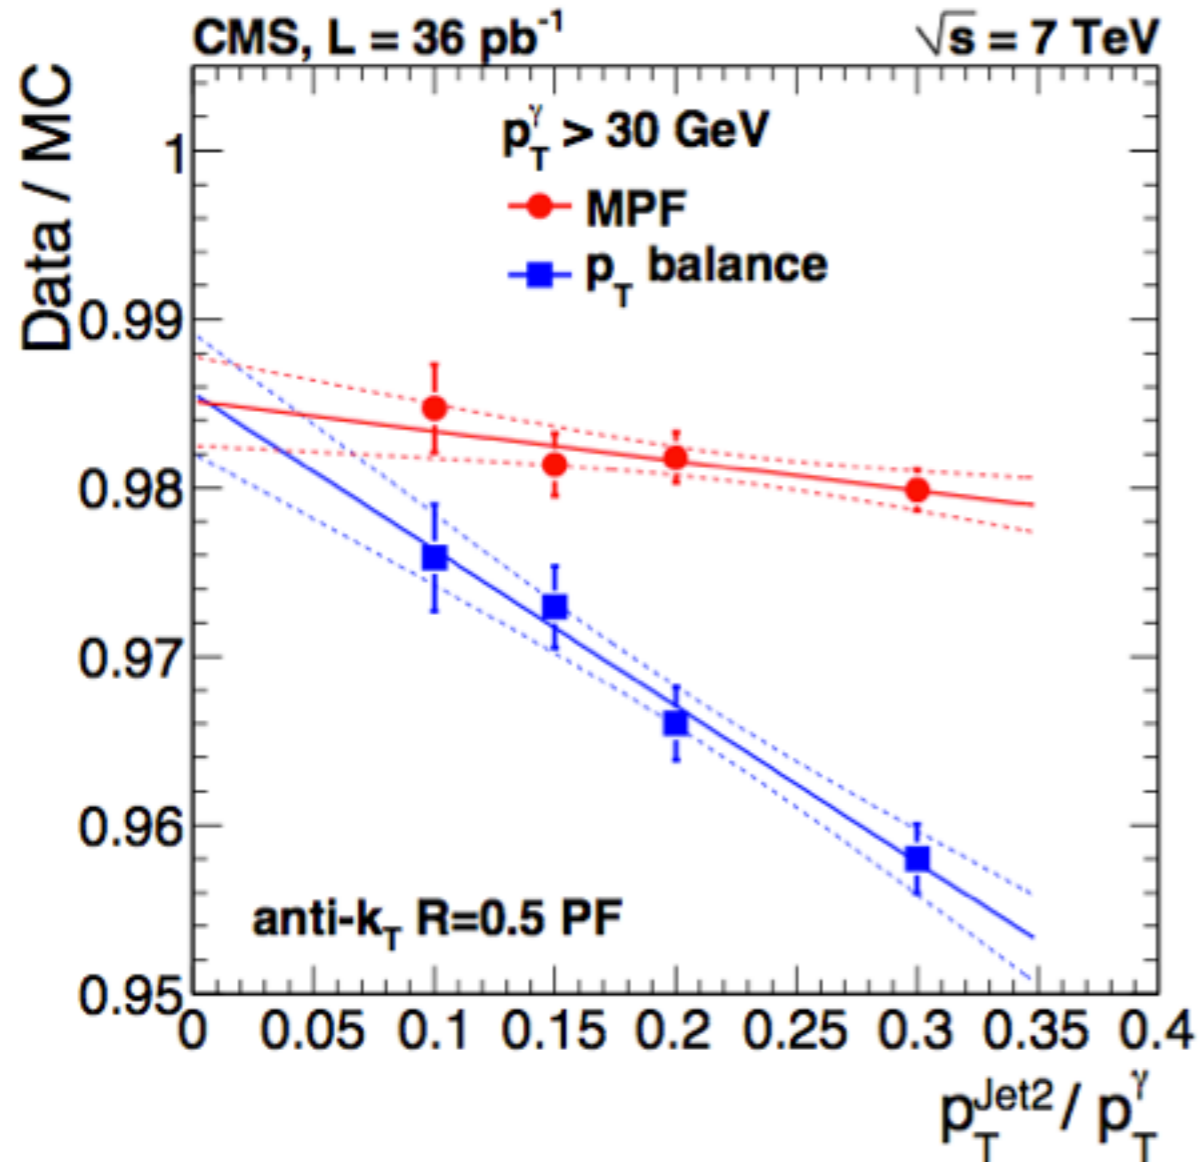 CMS, L = 36 pb⁻¹ √s = 7 TeV
Data / MC
p_T^γ > 30 GeV
MPF
p_T balance
1
0.99
0.98
0.97
0.96
0.95
anti-k_T R=0.5 PF
0 0.05 0.1 0.15 0.2 0.25 0.3 0.35 0.4
p_T^Jet2 / p_T^γ